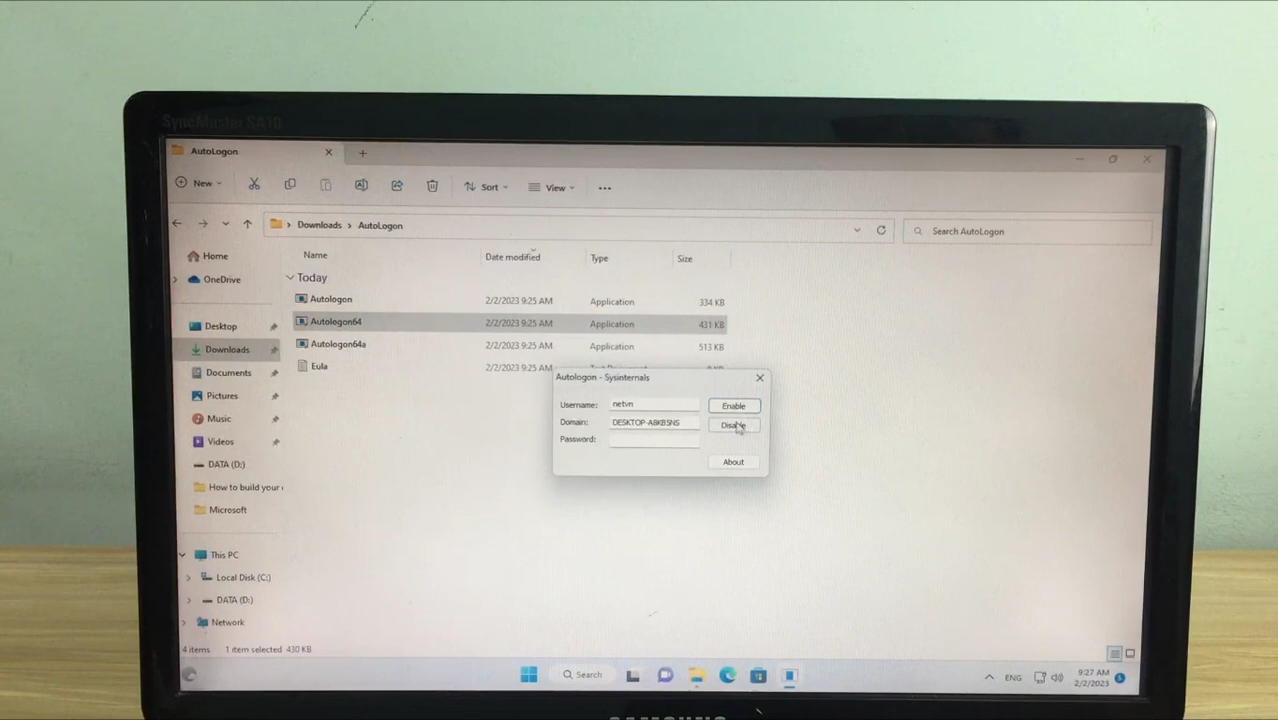 SyncMaster SA10
AutoLogon
New
Sort
View
Downloads > AutoLogon
Search AutoLogon
Home
OneDrive
Desktop
Downloads
Documents
Pictures
Music
Videos
DATA (D:)
How to build your
Microsoft
This PC
Local Disk (C:)
DATA (D:)
Network
Name Date modified Type Size
Today
Autologon 2/2/2023 9:25 AM Application 334 KB
Autologon64 2/2/2023 9:25 AM Application 431 KB
Autologon64a 2/2/2023 9:25 AM Application 513 KB
Eula 2/2/2023 9:25 AM
Autologon - Sysinternals
Username: netvn Enable
Domain: DESKTOP-A8KB5NS Disable
Password:
About
4 items 1 item selected 430 KB
Search
ENG
9:27 AM
2/2/2023
SAMSUNG